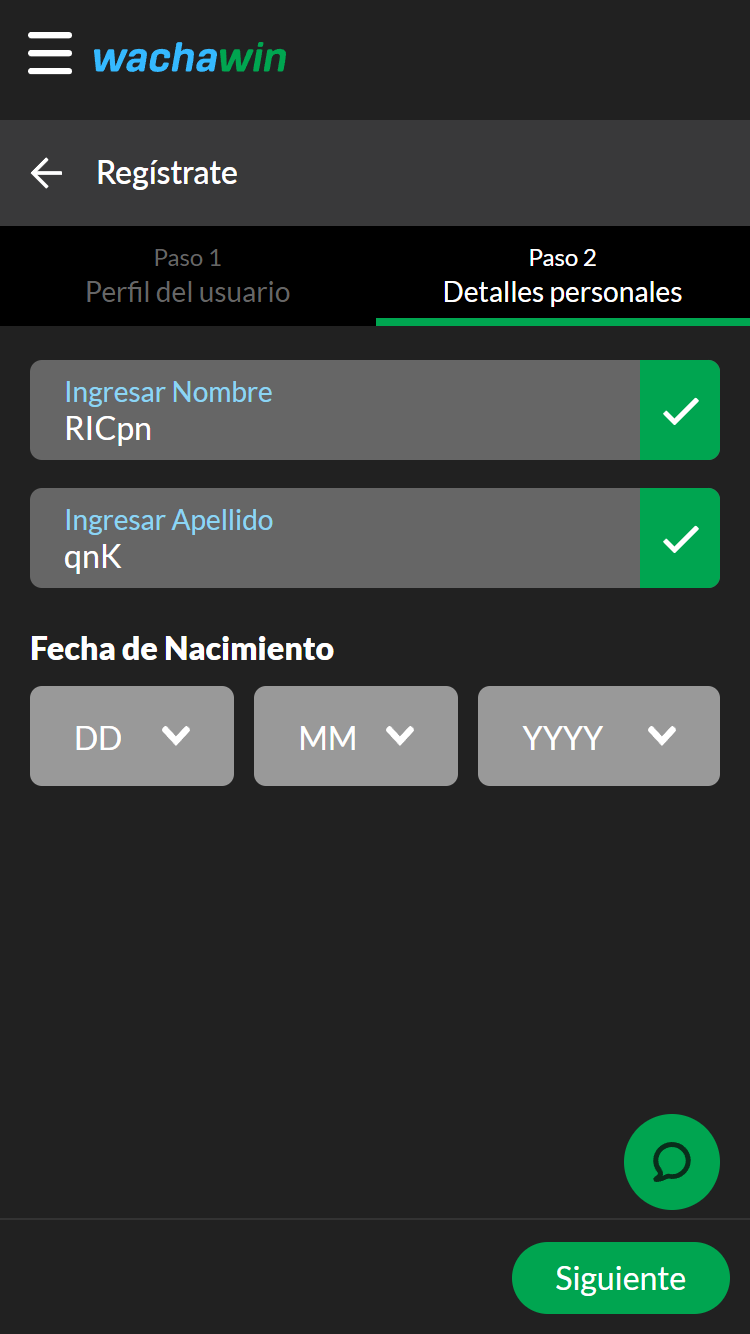 wachawin
Regístrate
Paso 1
Perfil del usuario
Paso 2
Detalles personales
Ingresar Nombre
RICpn
Ingresar Apellido
qnK
Fecha de Nacimiento
DD
MM
YYYY
Siguiente